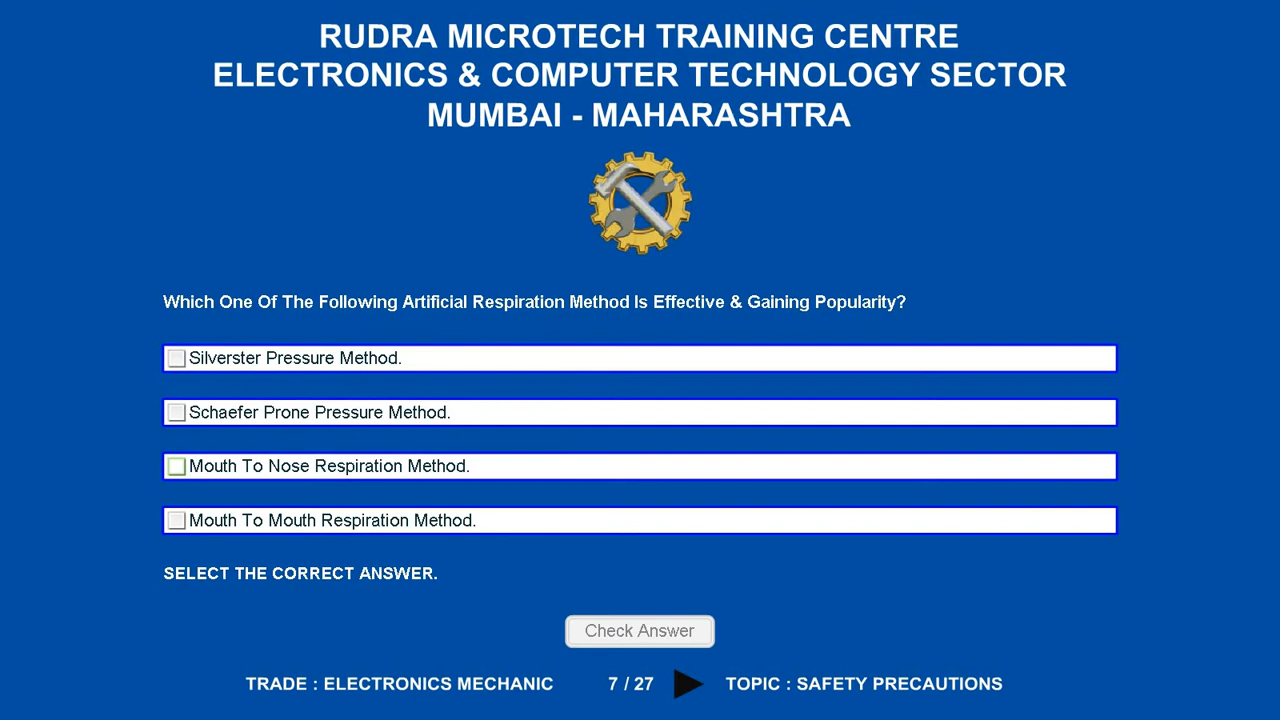 RUDRA MICROTECH TRAINING CENTRE
ELECTRONICS & COMPUTER TECHNOLOGY SECTOR
MUMBAI - MAHARASHTRA
Which One Of The Following Artificial Respiration Method Is Effective & Gaining Popularity?
Silverster Pressure Method.
Schaefer Prone Pressure Method.
Mouth To Nose Respiration Method.
Mouth To Mouth Respiration Method.
SELECT THE CORRECT ANSWER.
Check Answer
TRADE : ELECTRONICS MECHANIC 7 / 27 TOPIC : SAFETY PRECAUTIONS